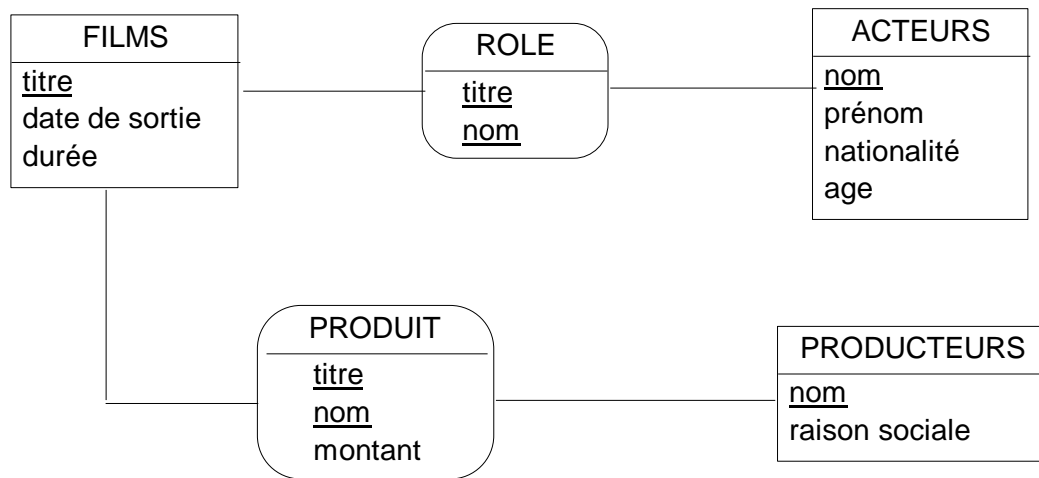 FILMS
titre
date de sortie
durée
ROLE
titre
nom
ACTEURS
nom
prénom
nationalité
age
PRODUIT
titre
nom
montant
PRODUCTEURS
nom
raison sociale